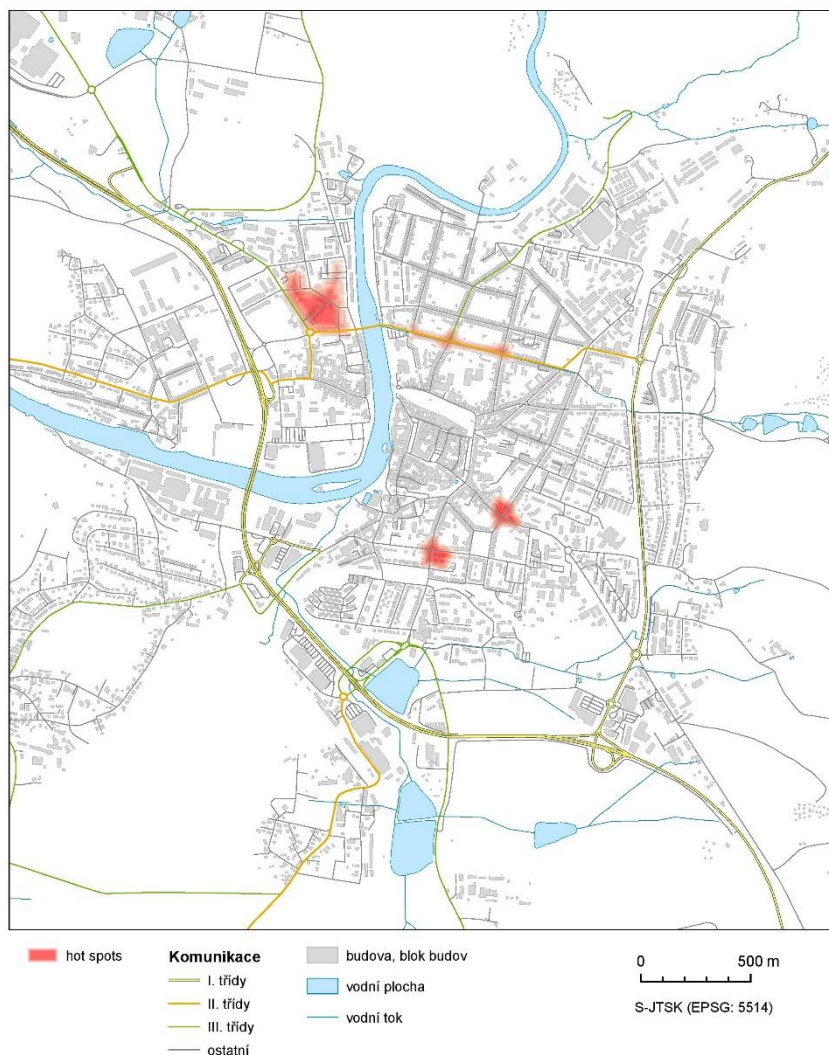 hot spots
Komunikace
I. třídy
II. třídy
III. třídy
ostatní
budova, blok budov
vodní plocha
vodní tok
0 500 m
S-JTSK (EPSG: 5514)